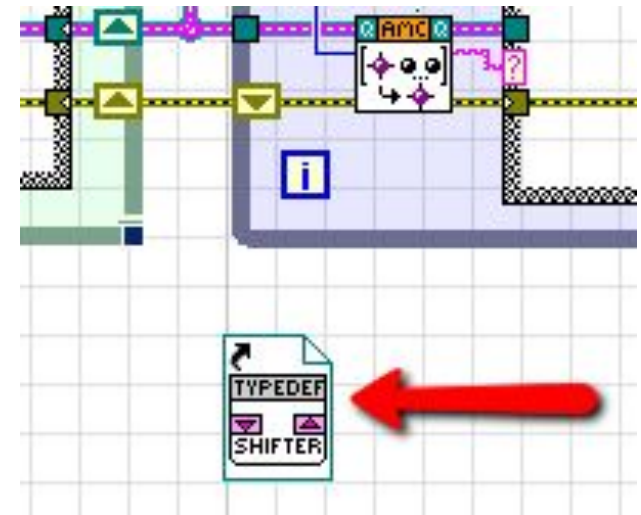 Q AMC Q
?
i
TYPEDEF
SHIFTER